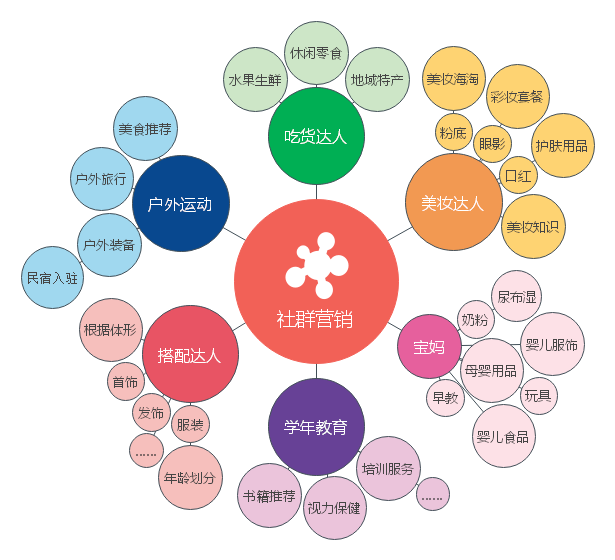 休闲零食
水果生鲜
地域特产
吃货达人
美妆海淘
彩妆套餐
粉底
眼影
护肤用品
口红
美妆达人
美妆知识
美食推荐
户外旅行
户外运动
户外装备
民宿入驻
社群营销
尿布湿
奶粉
宝妈
婴儿服饰
母婴用品
早教
玩具
婴儿食品
根据体形
搭配达人
首饰
发饰
服装
……
年龄划分
学年教育
培训服务
书籍推荐
视力保健
……